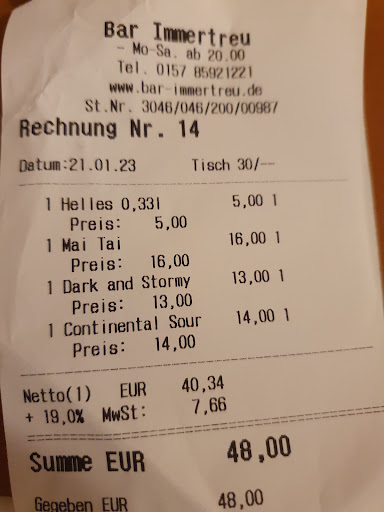 Bar Immertreu
- Mo-Sa. ab 20.00
Tel. 0157 85921221
www.bar-immertreu.de
St.Nr. 3046/046/200/00987
Rechnung Nr. 14
Datum:21.01.23 Tisch 30/--
1 Helles 0,33l 5,00 1
Preis: 5,00
1 Mai Tai 16,00 1
Preis: 16,00
1 Dark and Stormy 13,00 1
Preis: 13,00
1 Continental Sour 14,00 1
Preis: 14,00
Netto(1) EUR 40,34
+ 19,0% MwSt: 7,66
Summe EUR 48,00
Gegeben EUR 48,00